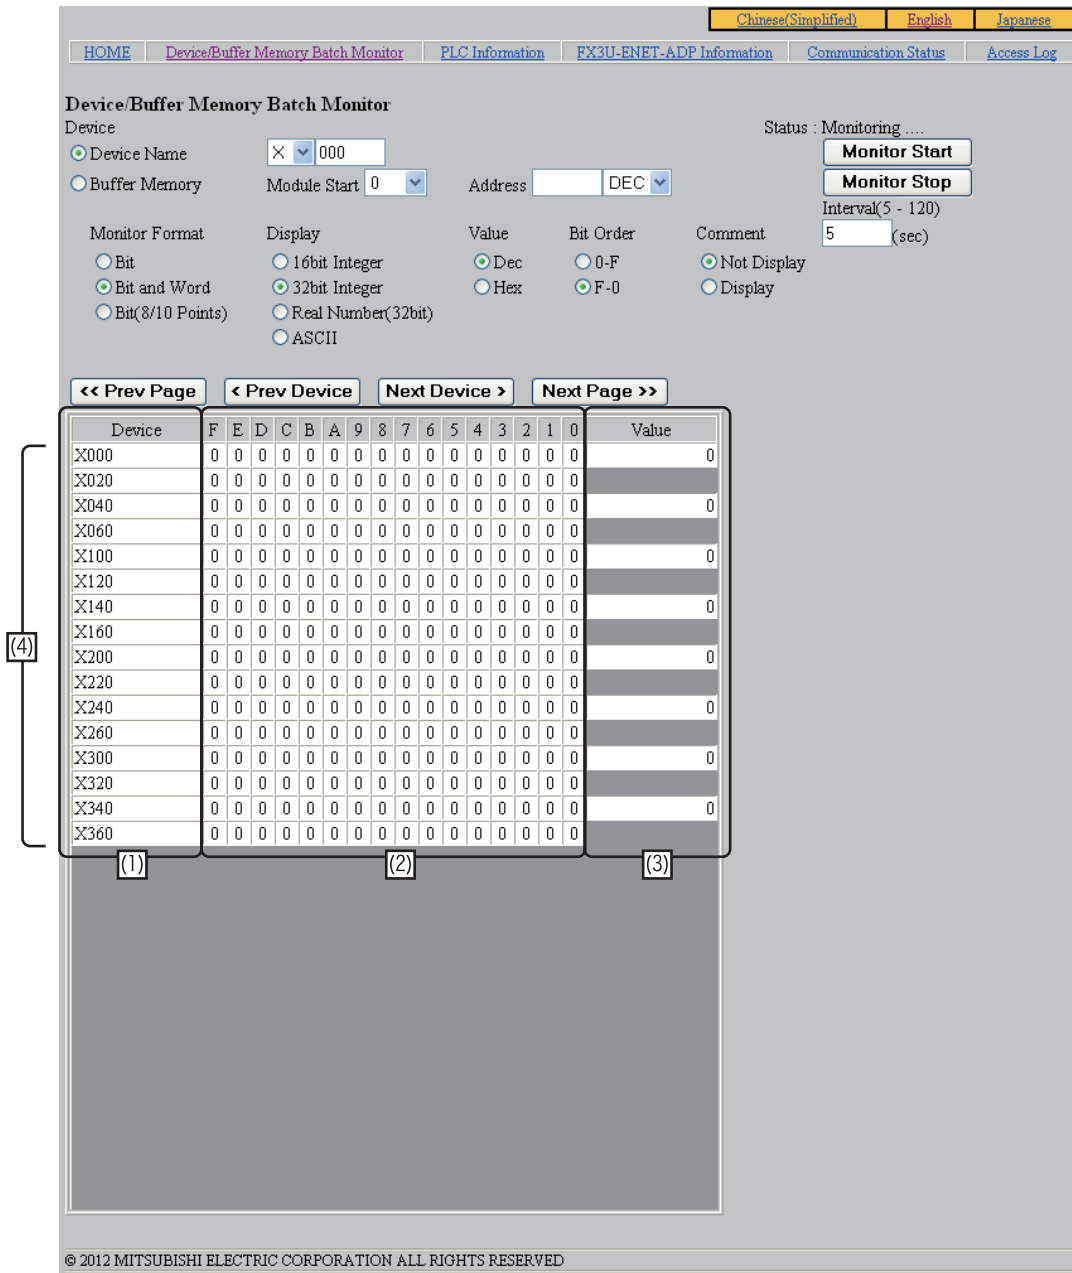 Chinese(Simplified) English Japanese
HOME Device/Buffer Memory Batch Monitor PLC Information FX3U-ENET-ADP Information Communication Status Access Log
Device/Buffer Memory Batch Monitor
Device Status : Monitoring ....
Device Name X 000 Monitor Start
Buffer Memory Module Start 0 Address DEC Monitor Stop
Interval(5 - 120)
Monitor Format Display Value Bit Order Comment 5 (sec)
Bit 16bit Integer Dec 0-F Not Display
Bit and Word 32bit Integer Hex F-0 Display
Bit(8/10 Points) Real Number(32bit)
ASCII
<< Prev Page < Prev Device Next Device > Next Page >>
Device F E D C B A 9 8 7 6 5 4 3 2 1 0 Value
X000 0 0 0 0 0 0 0 0 0 0 0 0 0 0 0 0 0
X020 0 0 0 0 0 0 0 0 0 0 0 0 0 0 0 0
X040 0 0 0 0 0 0 0 0 0 0 0 0 0 0 0 0 0
X060 0 0 0 0 0 0 0 0 0 0 0 0 0 0 0 0
X100 0 0 0 0 0 0 0 0 0 0 0 0 0 0 0 0 0
X120 0 0 0 0 0 0 0 0 0 0 0 0 0 0 0 0
X140 0 0 0 0 0 0 0 0 0 0 0 0 0 0 0 0 0
X160 0 0 0 0 0 0 0 0 0 0 0 0 0 0 0 0
(4)
X200 0 0 0 0 0 0 0 0 0 0 0 0 0 0 0 0 0
X220 0 0 0 0 0 0 0 0 0 0 0 0 0 0 0 0
X240 0 0 0 0 0 0 0 0 0 0 0 0 0 0 0 0 0
X260 0 0 0 0 0 0 0 0 0 0 0 0 0 0 0 0
X300 0 0 0 0 0 0 0 0 0 0 0 0 0 0 0 0 0
X320 0 0 0 0 0 0 0 0 0 0 0 0 0 0 0 0
X340 0 0 0 0 0 0 0 0 0 0 0 0 0 0 0 0 0
X360 0 0 0 0 0 0 0 0 0 0 0 0 0 0 0 0
(1) (2) (3)
© 2012 MITSUBISHI ELECTRIC CORPORATION ALL RIGHTS RESERVED